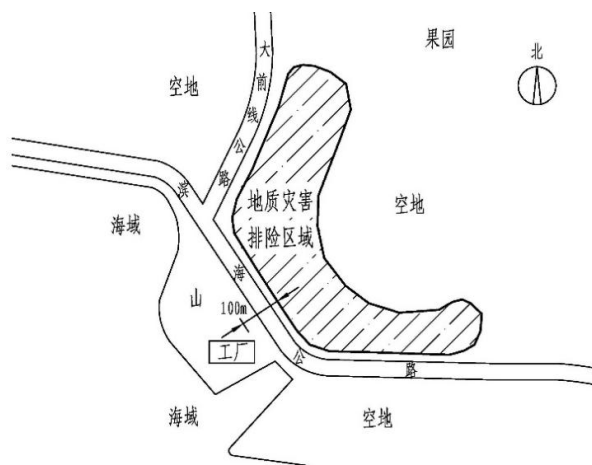 果园
北
空地
大前线公路
地质灾害
排险区域
空地
滨海公路
海域
山
100m
工厂
海域
空地